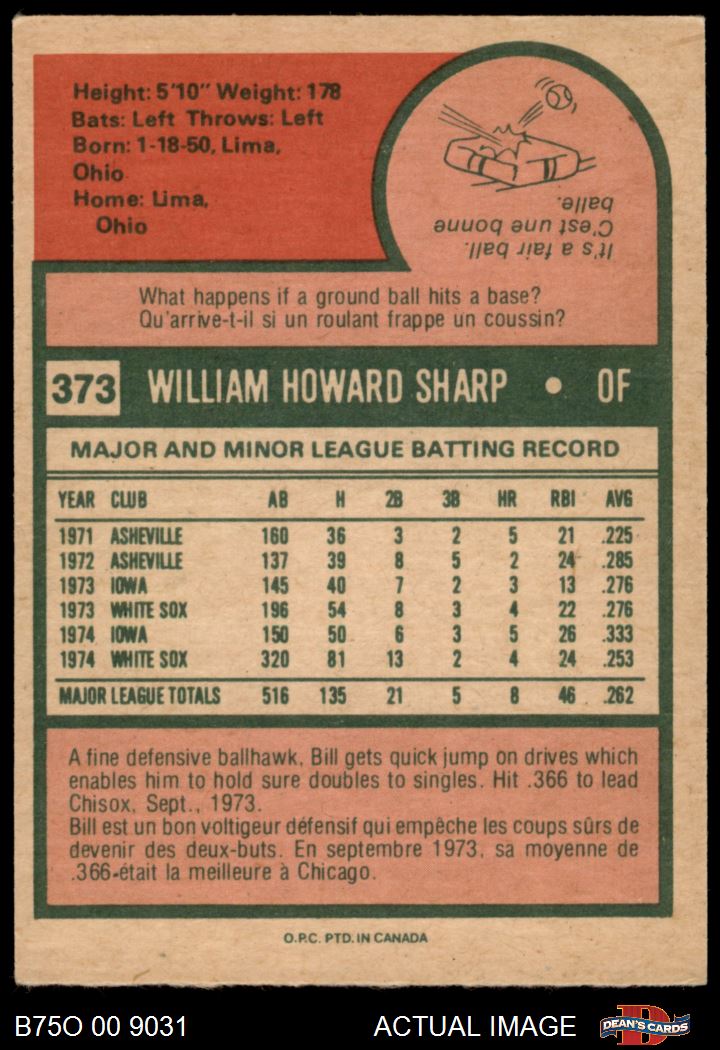 Height: 5'10" Weight: 178
Bats: Left Throws: Left
Born: 1-18-50, Lima,
Ohio
Home: Lima,
Ohio
It's a fair ball.
C'est une bonne
balle.
What happens if a ground ball hits a base?
Qu'arrive-t-il si un roulant frappe un coussin?
373 WILLIAM HOWARD SHARP • OF
MAJOR AND MINOR LEAGUE BATTING RECORD
YEAR CLUB AB H 2B 3B HR RBI AVG
1971 ASHEVILLE 160 36 3 2 5 21 .225
1972 ASHEVILLE 137 39 8 5 2 24 .285
1973 IOWA 145 40 7 2 3 13 .276
1973 WHITE SOX 196 54 8 3 4 22 .276
1974 IOWA 150 50 6 3 5 26 .333
1974 WHITE SOX 320 81 13 2 4 24 .253
MAJOR LEAGUE TOTALS 516 135 21 5 8 46 .262
A fine defensive ballhawk, Bill gets quick jump on drives which
enables him to hold sure doubles to singles. Hit .366 to lead
Chisox, Sept., 1973.
Bill est un bon voltigeur défensif qui empêche les coups sûrs de
devenir des deux-buts. En septembre 1973, sa moyenne de
.366-était la meilleure à Chicago.
O.P.C. PTD. IN CANADA
B75O 00 9031 ACTUAL IMAGE D DEAN'S CARDS